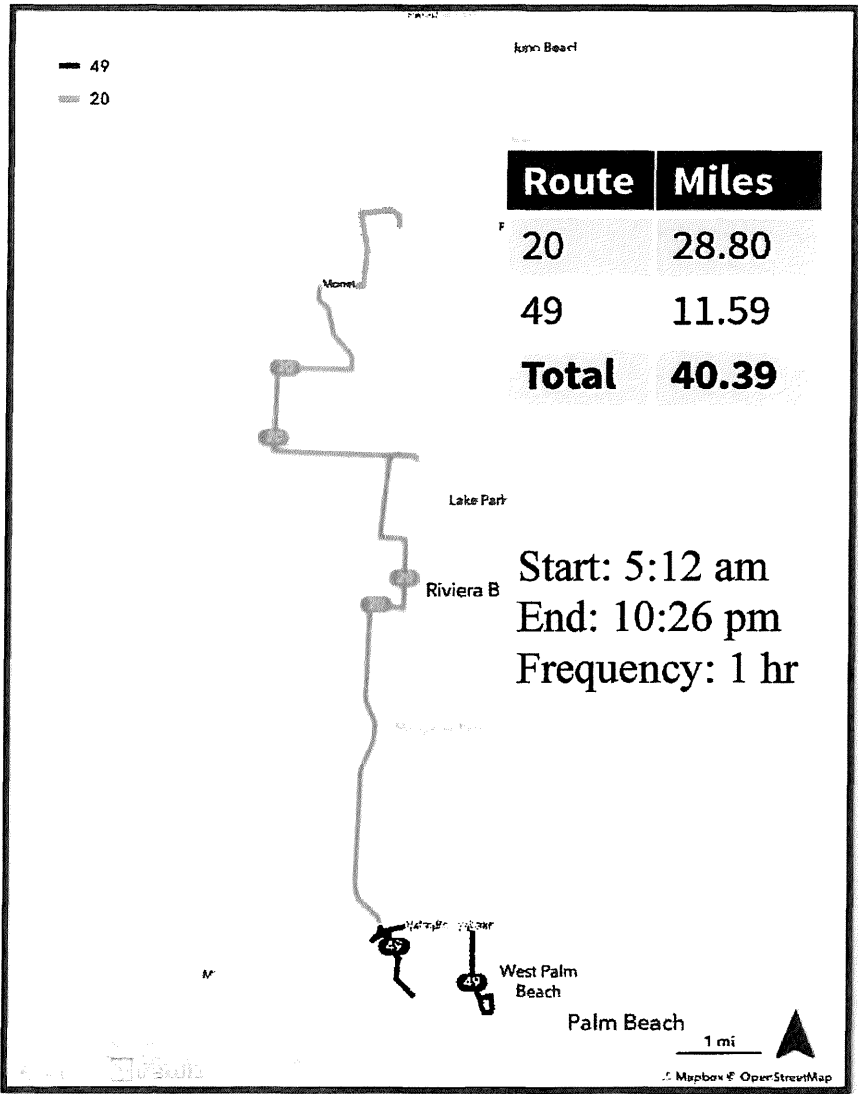 Juno Beach
49
20
Route Miles
20 28.80
49 11.59
Total 40.39
Lake Park
Riviera B
Start: 5:12 am
End: 10:26 pm
Frequency: 1 hr
49
49
West Palm
Beach
Palm Beach
1 mi
© Mapbox © OpenStreetMap